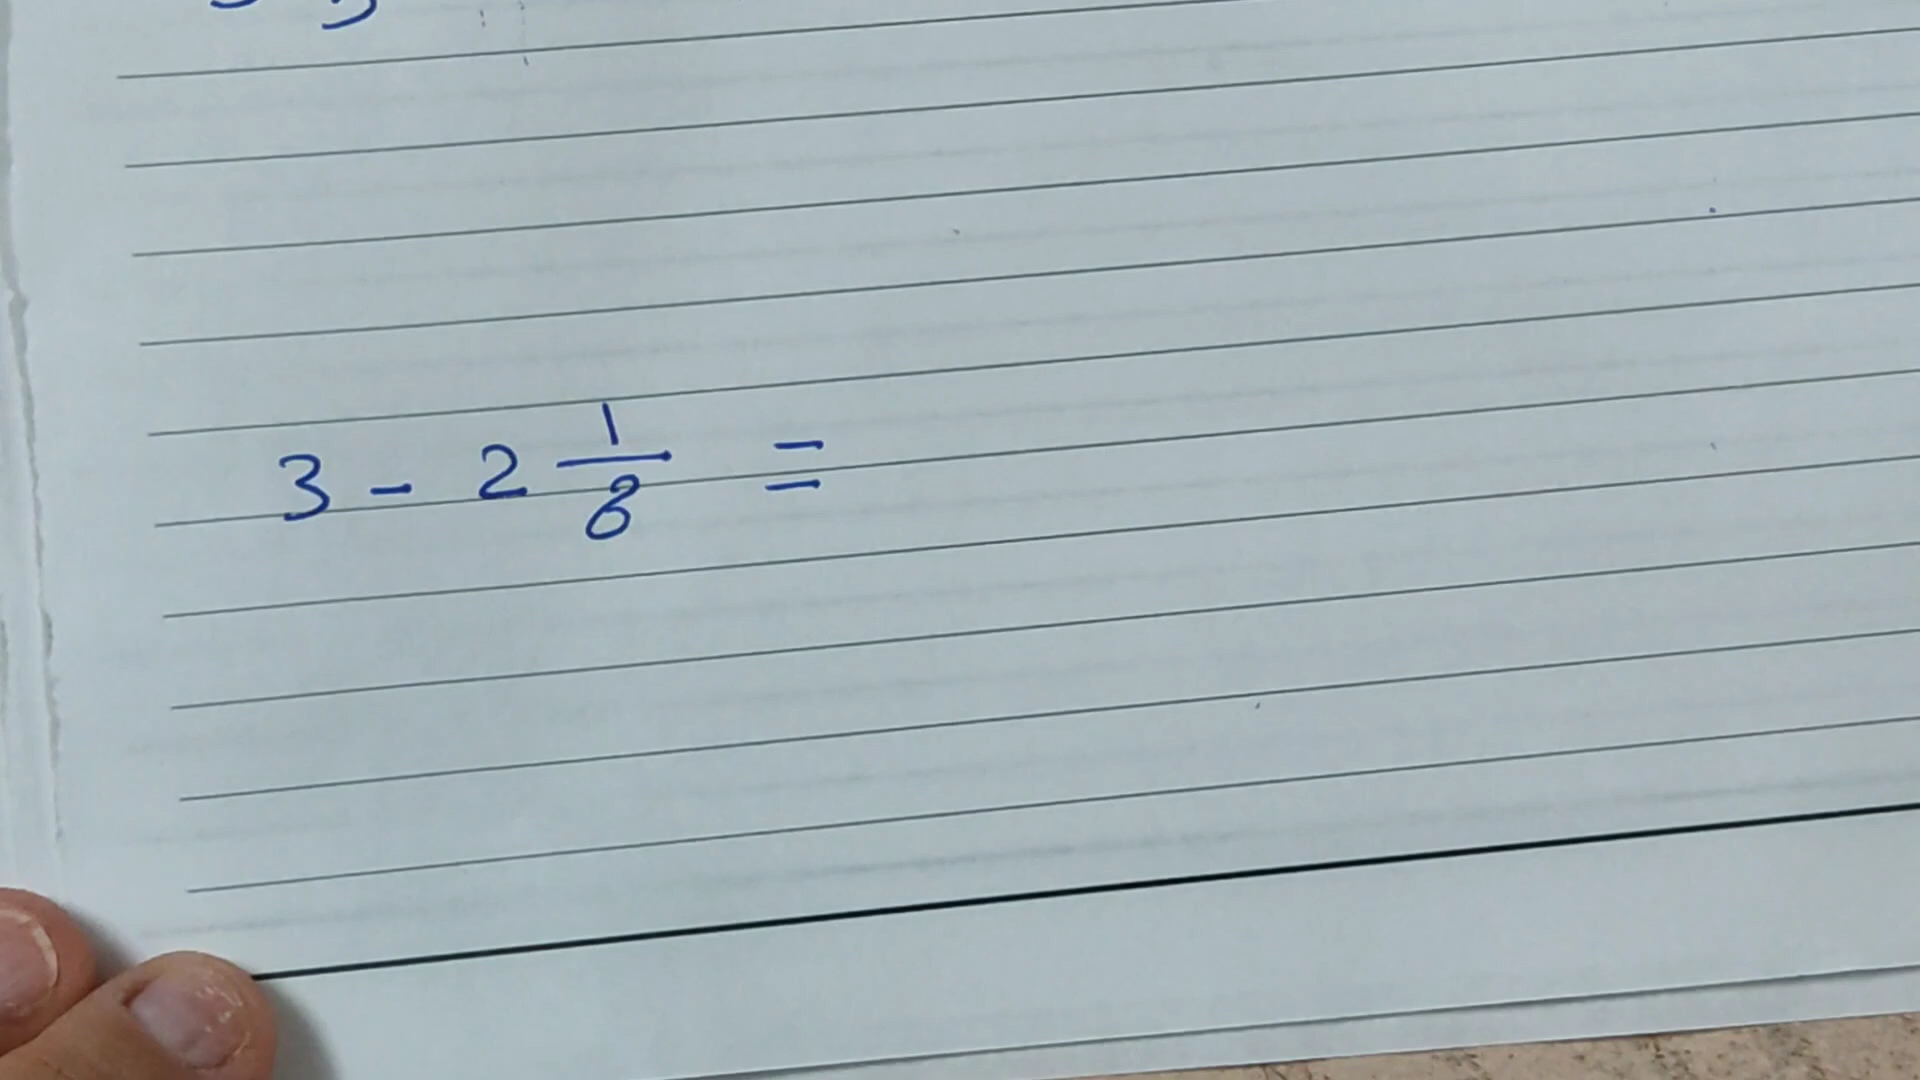 3 - 2 1/8 =